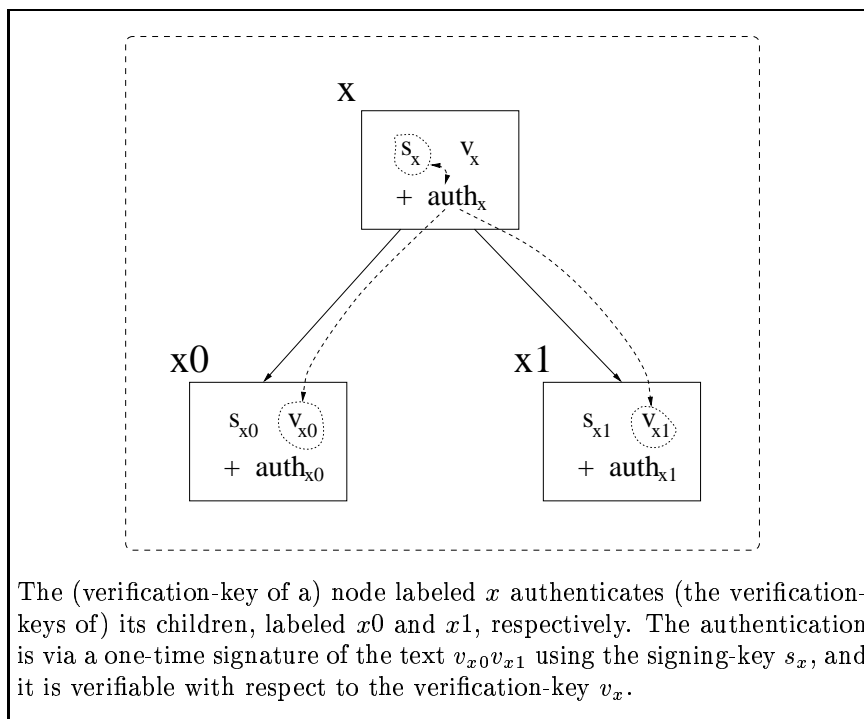 x
s_x v_x
+ auth_x
x0 x1
s_x0 v_x0 s_x1 v_x1
+ auth_x0 + auth_x1
The (verification-key of a) node labeled x authenticates (the verification-
keys of) its children, labeled x0 and x1, respectively. The authentication
is via a one-time signature of the text v_x0v_x1 using the signing-key s_x, and
it is verifiable with respect to the verification-key v_x.